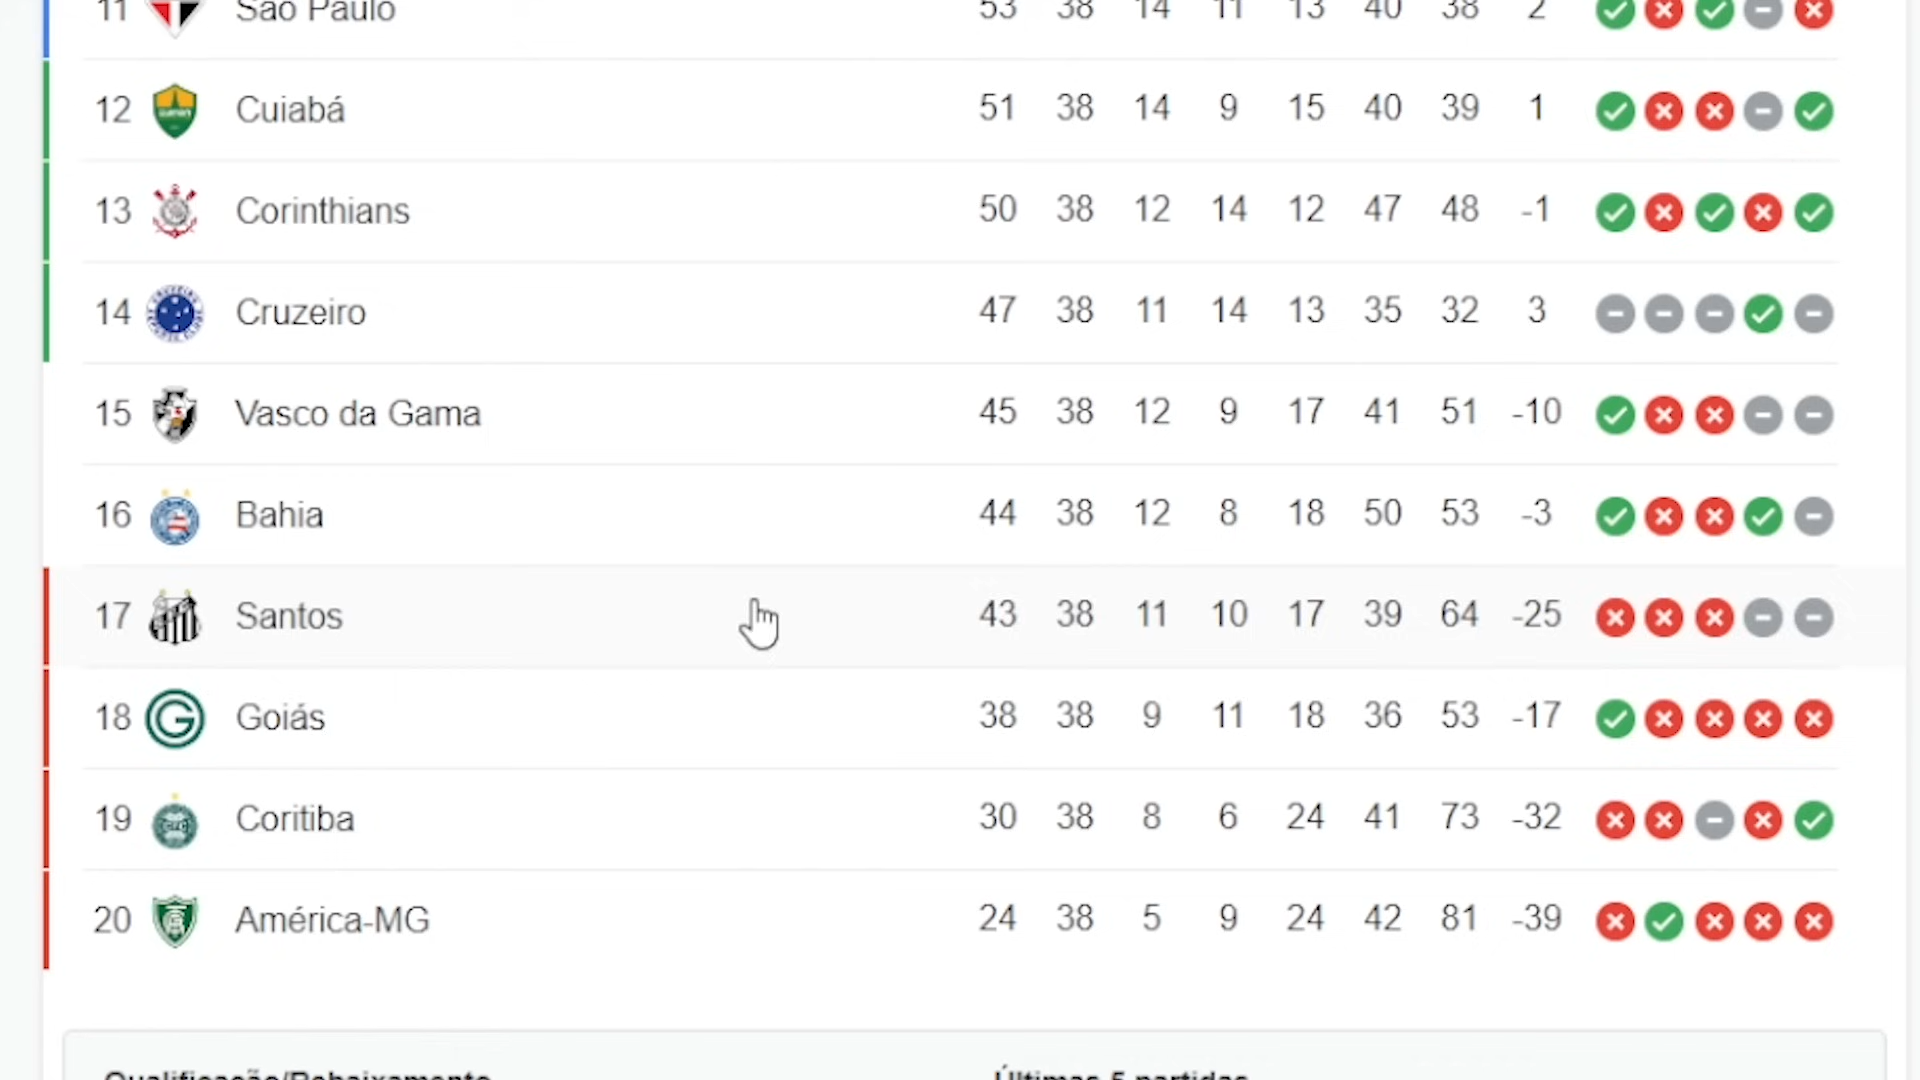 11 São Paulo 53 38 14 11 13 40 38 2
12 Cuiabá 51 38 14 9 15 40 39 1
13 Corinthians 50 38 12 14 12 47 48 -1
14 Cruzeiro 47 38 11 14 13 35 32 3
15 Vasco da Gama 45 38 12 9 17 41 51 -10
16 Bahia 44 38 12 8 18 50 53 -3
17 Santos 43 38 11 10 17 39 64 -25
18 Goiás 38 38 9 11 18 36 53 -17
19 Coritiba 30 38 8 6 24 41 73 -32
20 América-MG 24 38 5 9 24 42 81 -39
Qualificação/Rebaixamento Últimas 5 partidas